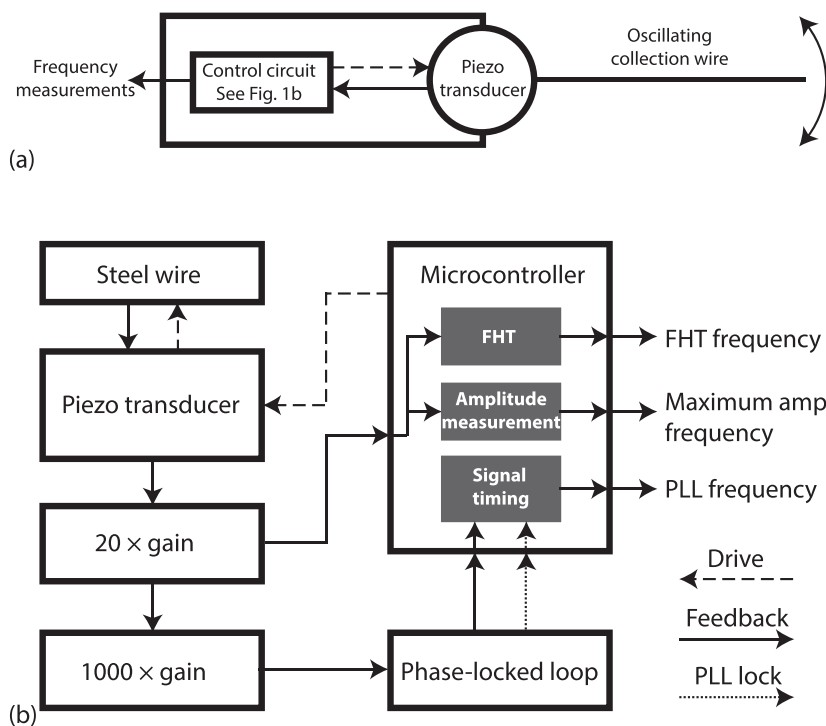 Frequency
measurements
Control circuit
See Fig. 1b
Piezo
transducer
Oscillating
collection wire
(a)
Steel wire
Piezo transducer
20 × gain
1000 × gain
Microcontroller
FHT
Amplitude
measurement
Signal
timing
Phase-locked loop
FHT frequency
Maximum amp
frequency
PLL frequency
Drive
Feedback
PLL lock
(b)